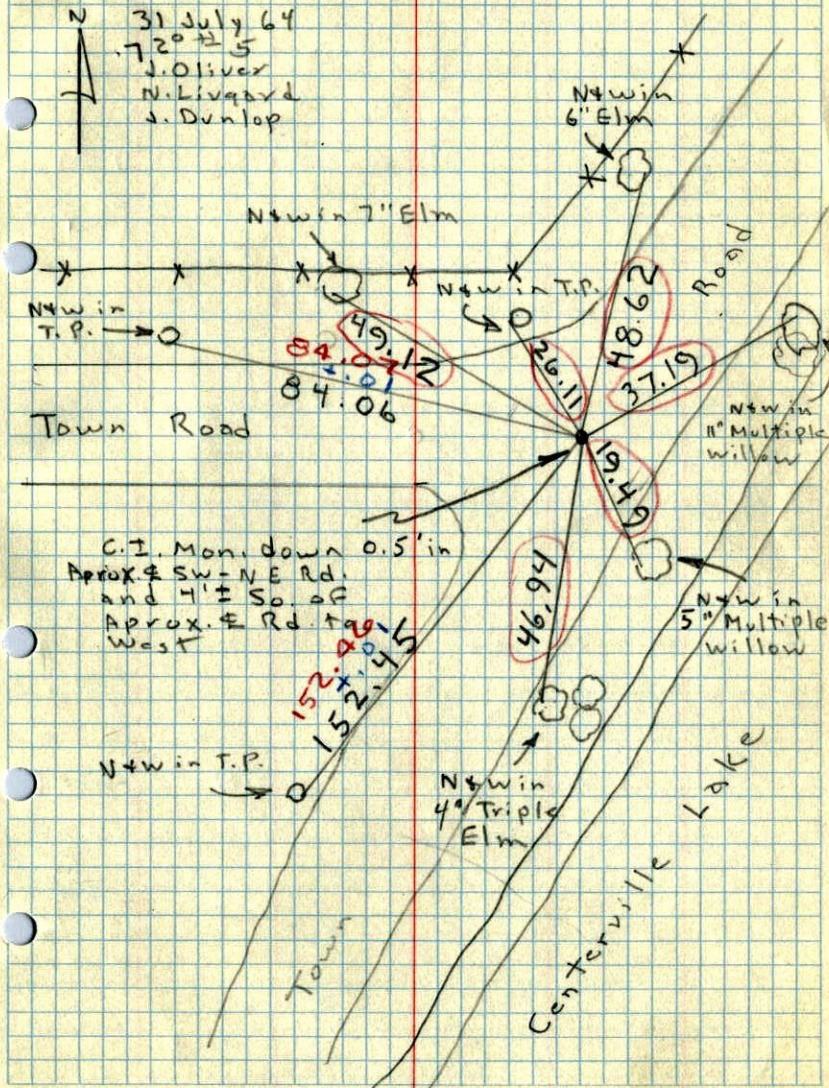 N
31 July 64
72° #5
J. Oliver
N. Livgard
J. Dunlop
N&W in
6" Elm
N&W in 7" Elm
N&W in
T.P.
N&W in T.P.
Road
49.12
84.07
+.01
84.06
26.11
48.62
37.19
N&W in
11" Multiple
Willow
Town Road
19.49
C.I. Mon. down 0.5' in
Aprox. ℄ SW-NE Rd.
and 4'± So. of
Aprox. ℄ Rd. to
West
46.94
N&W in
5" Multiple
Willow
152.46
+.01
152.45
N&W in T.P.
N&W in
4" Triple
Elm
Town
Centerville Lake